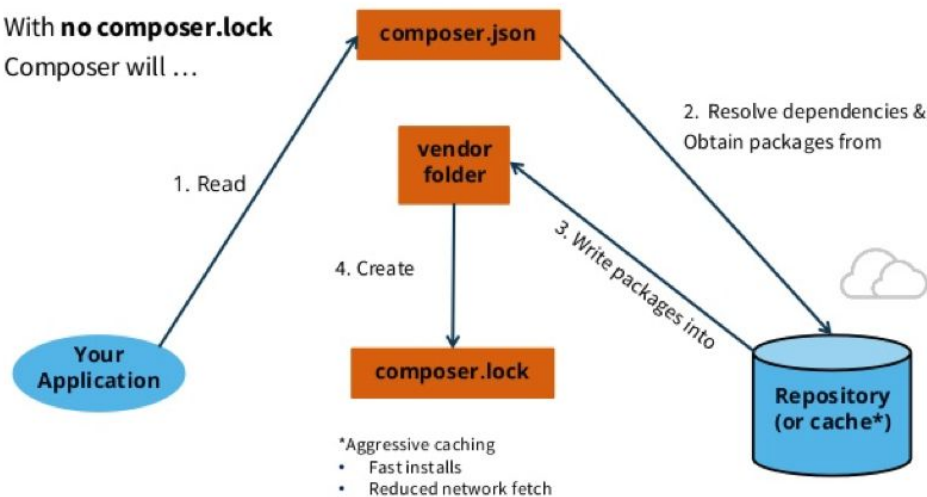 With no composer.lock
Composer will …
composer.json
2. Resolve dependencies &
Obtain packages from
vendor
folder
1. Read
3. Write packages into
4. Create
Your
Application
composer.lock
Repository
(or cache*)
*Aggressive caching
• Fast installs
• Reduced network fetch